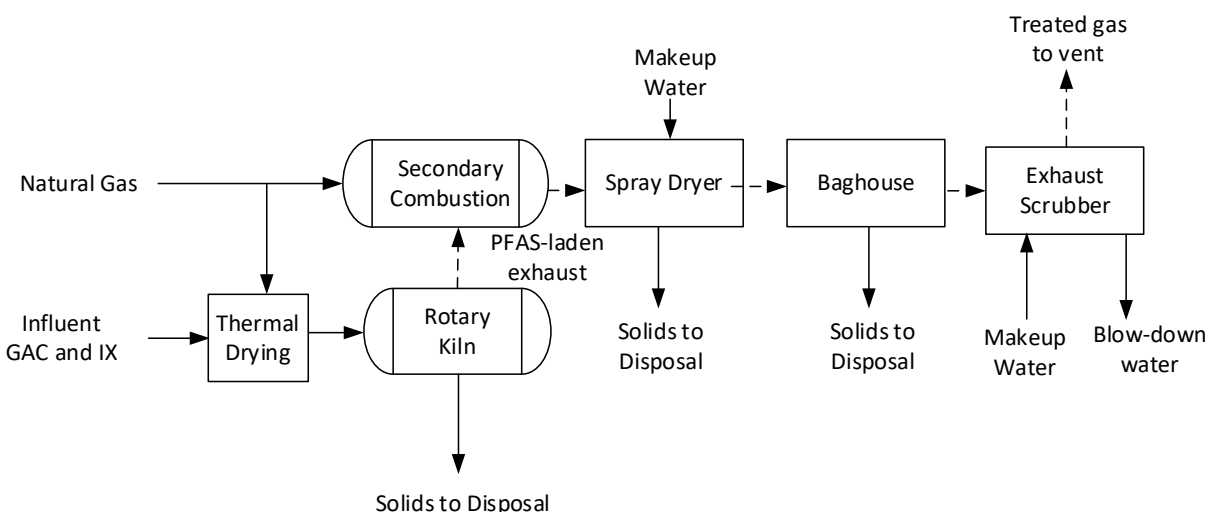 Treated gas
to vent
Makeup
Water
Natural Gas
Secondary
Combustion
Spray Dryer
Baghouse
Exhaust
Scrubber
PFAS-laden
exhaust
Influent
GAC and IX
Thermal
Drying
Rotary
Kiln
Solids to
Disposal
Solids to
Disposal
Makeup
Water
Blow-down
water
Solids to Disposal